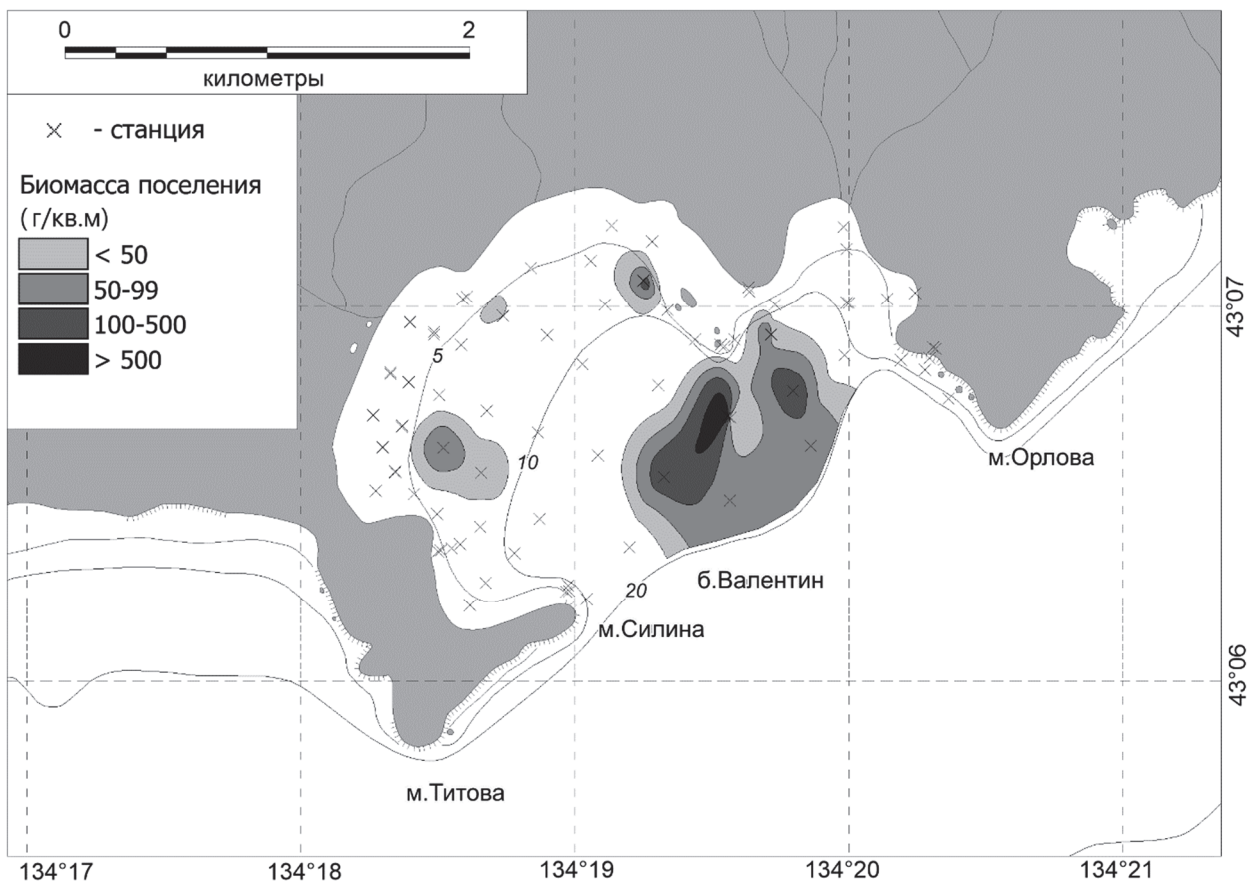 0 2
километры
× - станция
Биомасса поселения
(г/кв.м)
< 50
50-99
100-500
> 500
5
10
20
43°07
м.Орлова
б.Валентин
м.Силина
43°06
м.Титова
134°17 134°18 134°19 134°20 134°21